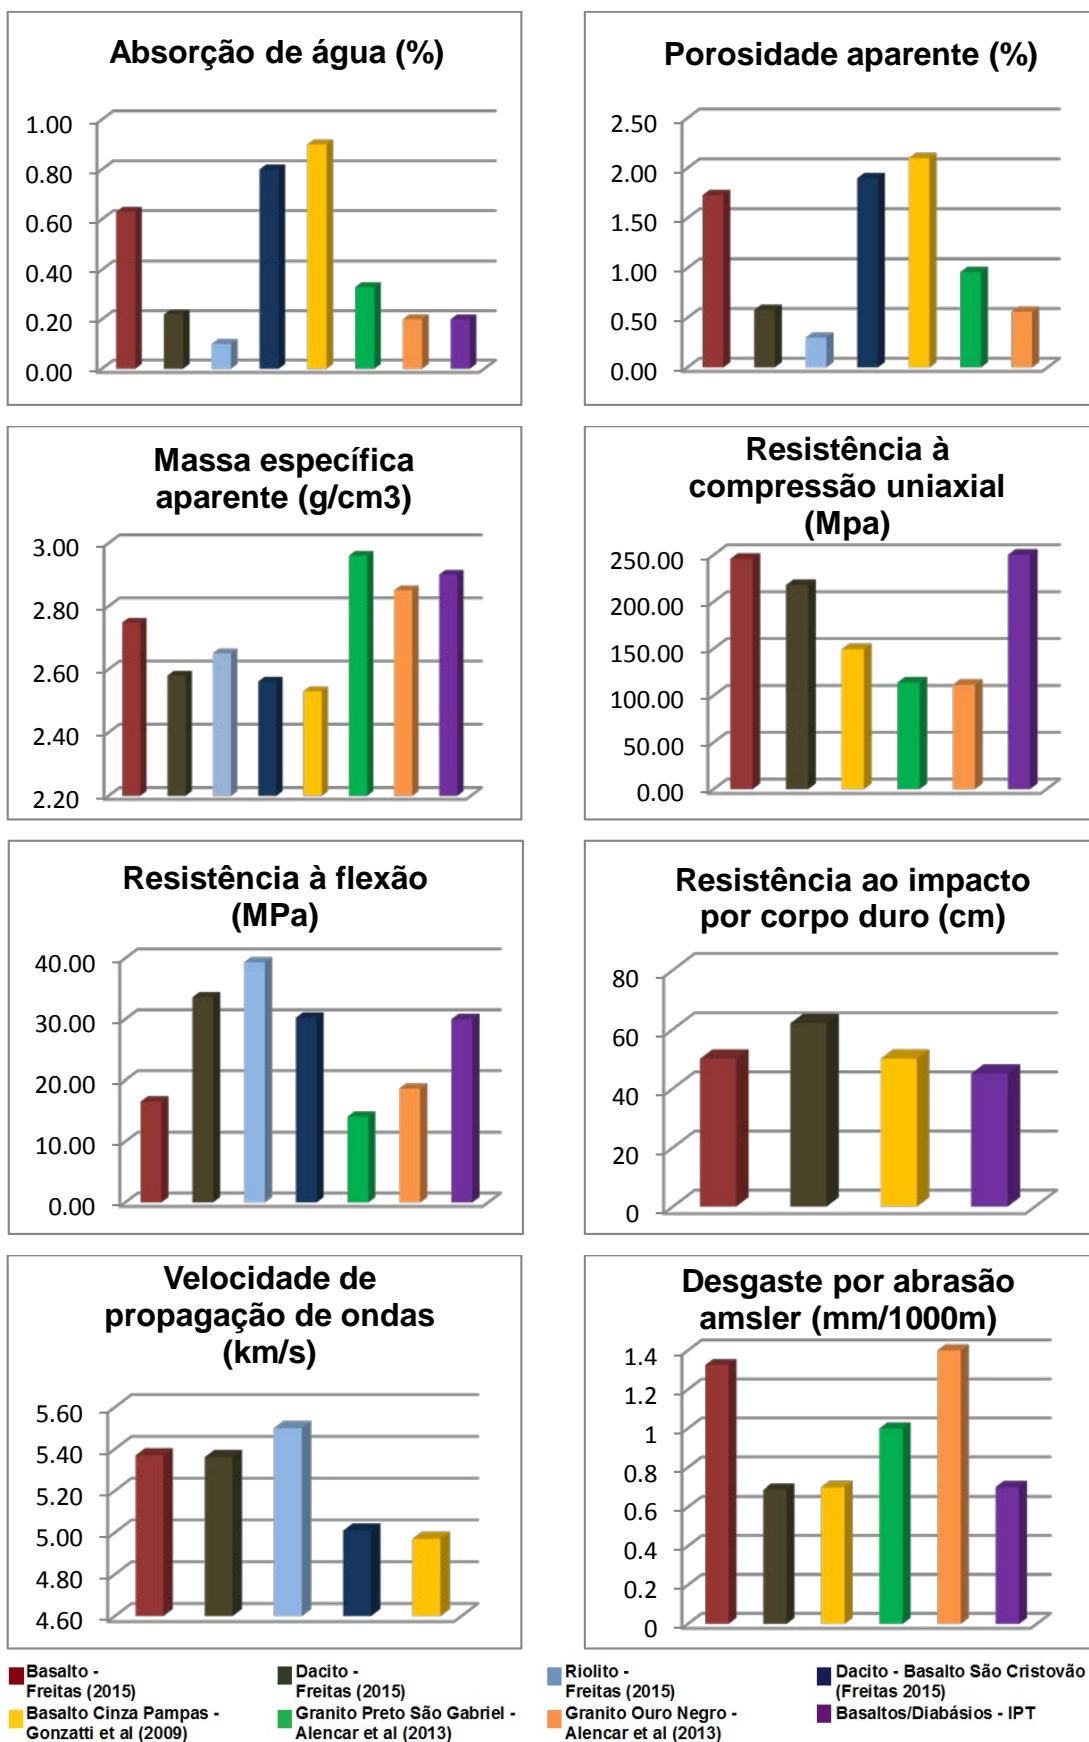 Absorção de água (%)
1.00
0.80
0.60
0.40
0.20
0.00
Porosidade aparente (%)
2.50
2.00
1.50
1.00
0.50
0.00
Massa específica
aparente (g/cm3)
3.00
2.80
2.60
2.40
2.20
Resistência à
compressão uniaxial
(Mpa)
250.00
200.00
150.00
100.00
50.00
0.00
Resistência à flexão
(MPa)
40.00
30.00
20.00
10.00
0.00
Resistência ao impacto
por corpo duro (cm)
80
60
40
20
0
Velocidade de
propagação de ondas
(km/s)
5.60
5.40
5.20
5.00
4.80
4.60
Desgaste por abrasão
amsler (mm/1000m)
1.4
1.2
1
0.8
0.6
0.4
0.2
0
Basalto -
Freitas (2015)
Dacito -
Freitas (2015)
Riolito -
Freitas (2015)
Dacito - Basalto São Cristovão
(Freitas 2015)
Basalto Cinza Pampas -
Gonzatti et al (2009)
Granito Preto São Gabriel -
Alencar et al (2013)
Granito Ouro Negro -
Alencar et al (2013)
Basaltos/Diabásios - IPT